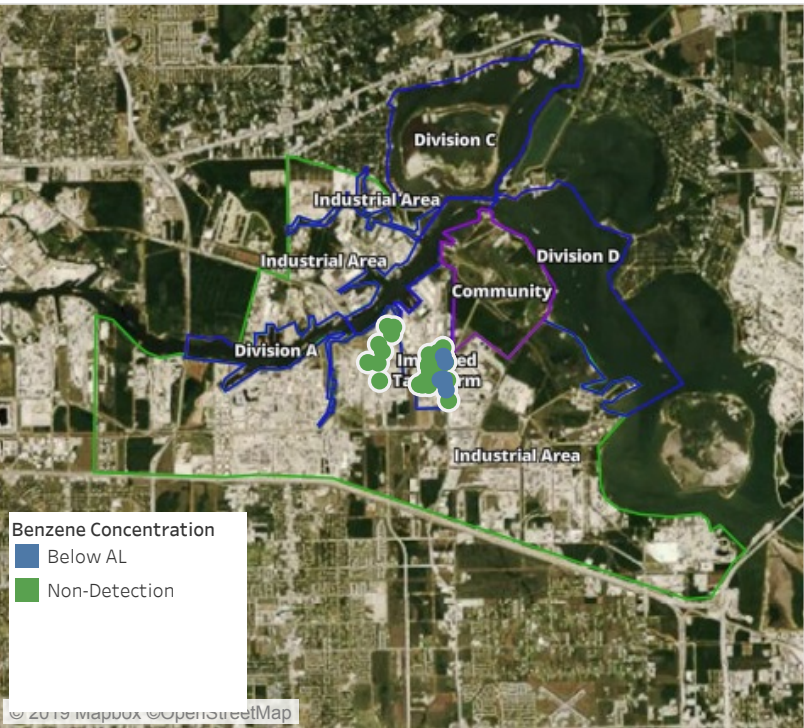 Division C
Industrial Area
Division D
Industrial Area
Community
Division A
Industrial Area
Benzene Concentration
Below AL
Non-Detection
© 2019 Mapbox ©OpenStreetMap